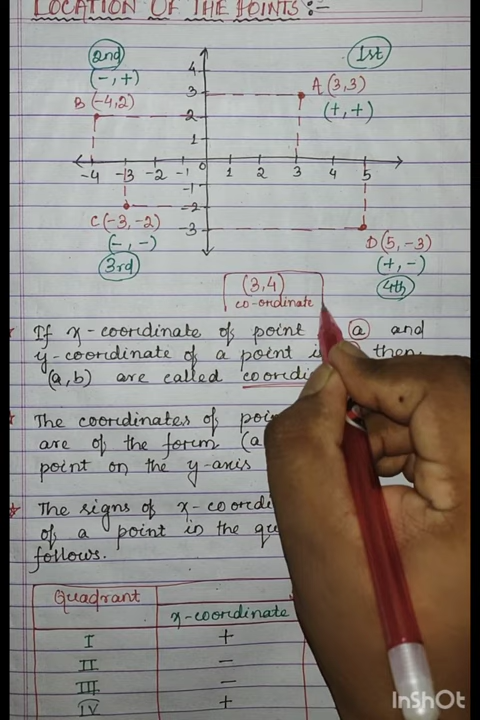 LOCATION OF THE POINTS:-
2nd
(-, +)
B (-4,2)
1st
A (3,3)
(+, +)
4
3
2
1
0
-4 -13 -2 -1 1 2 3 4 5
-1
-2
-3
C(-3, -2)
(-, -)
3rd
D(5, -3)
(+, -)
4th
(3,4)
co-ordinate
If x-coordinate of point a and
y-coordinate of a point then
(a,b) are called
The coordinates of
are of the form (a
point on the y-axis
The signs of
of a point in the
follows.
Quadrant
x-coordinate
I +
II -
III -
IV +
InShOt